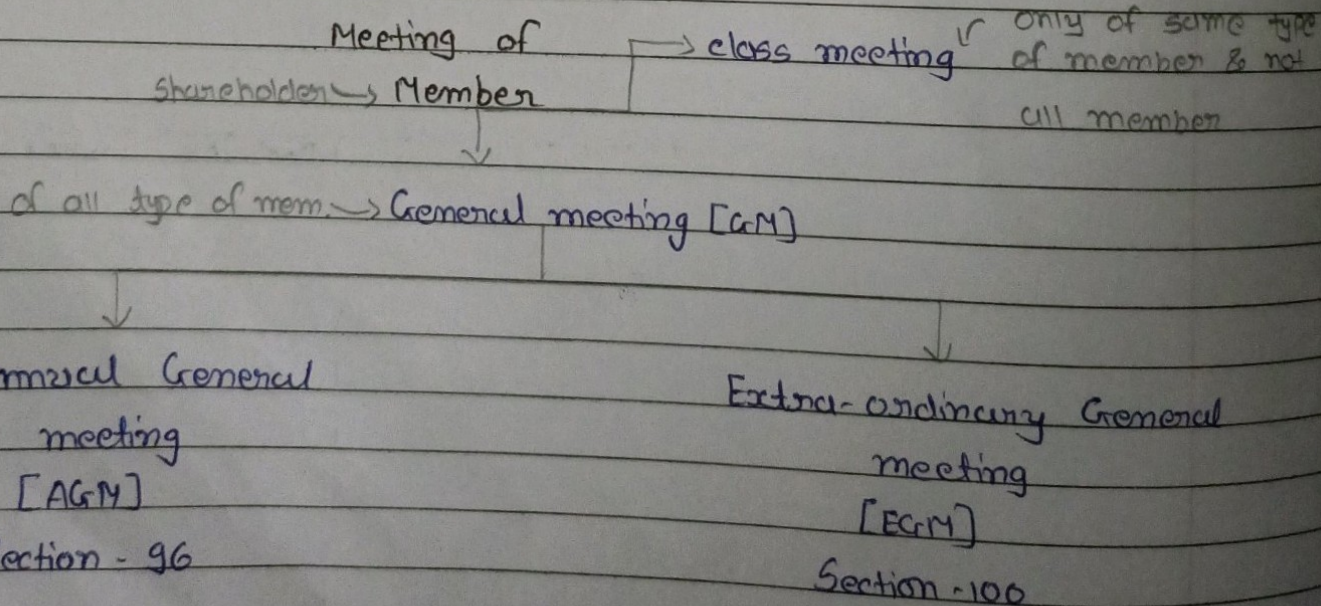 Meeting of
Shareholder → Member
→ class meeting
only of same type
of member & not
all member
of all type of mem. → General meeting [GM]
nnual General
meeting
[AGM]
ection - 96
Extra-ordinary General
meeting
[EGM]
Section - 100